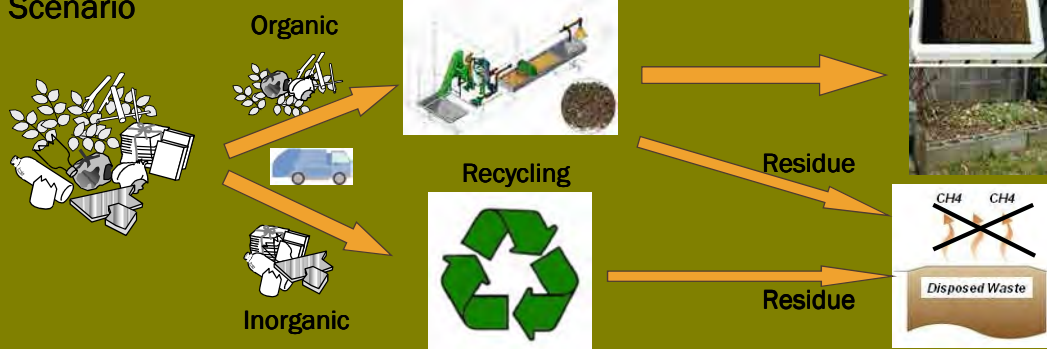 Scenario
Organic
Recycling
Residue
CH4 CH4
Disposed Waste
Residue
Inorganic